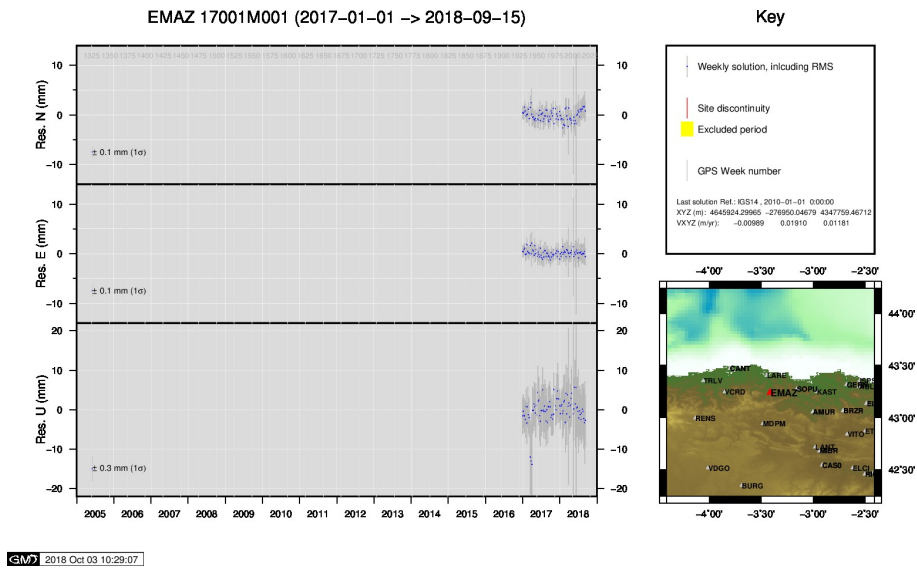 EMAZ 17001M001 (2017−01−01 −> 2018−09−15)
Key
Res. N (mm)
10
0
−10
10
0
−10
± 0.1 mm (1σ)
Res. E (mm)
10
0
−10
10
0
−10
± 0.1 mm (1σ)
Res. U (mm)
20
10
0
−10
−20
20
10
0
−10
−20
± 0.3 mm (1σ)
2005 2006 2007 2008 2009 2010 2011 2012 2013 2014 2015 2016 2017 2018
Weekly solution, inlcuding RMS
Site discontinuity
Excluded period
GPS Week number
Last solution Ref.: IGS14 , 2010−01−01 0:00:00
XYZ (m): 4645924.29965 −276950.04679 4347759.46712
VXYZ (m/yr): −0.00989 0.01910 0.01181
−4˚00' −3˚30' −3˚00' −2˚30'
44˚00'
43˚30'
43˚00'
42˚30'
CANT
LARE
TRLV
VCRD
EMAZ
SOPU
KAST
RENS
MDPM
AMUR
BRZR
VITO
VDGO
CAS0
ELCI
BURG
−4˚00' −3˚30' −3˚00' −2˚30'
GMT 2018 Oct 03 10:29:07